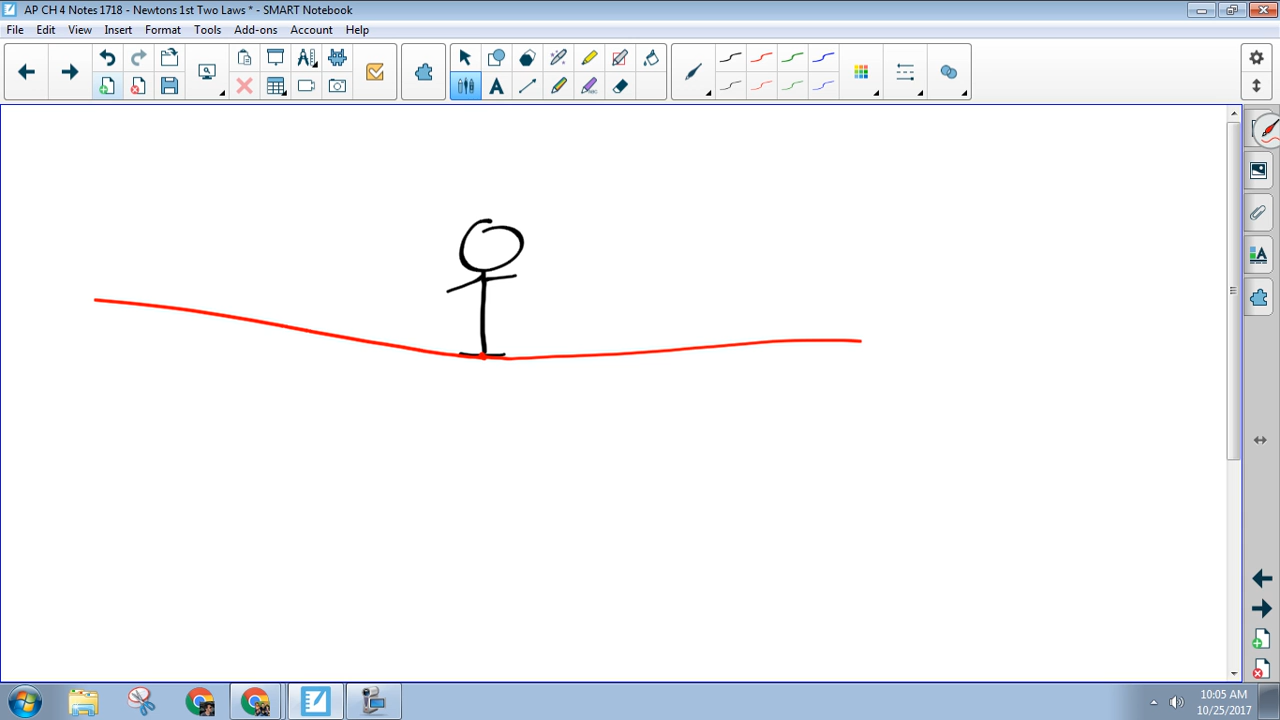 AP CH 4 Notes 1718 - Newtons 1st Two Laws * - SMART Notebook
File Edit View Insert Format Tools Add-ons Account Help
10:05 AM
10/25/2017